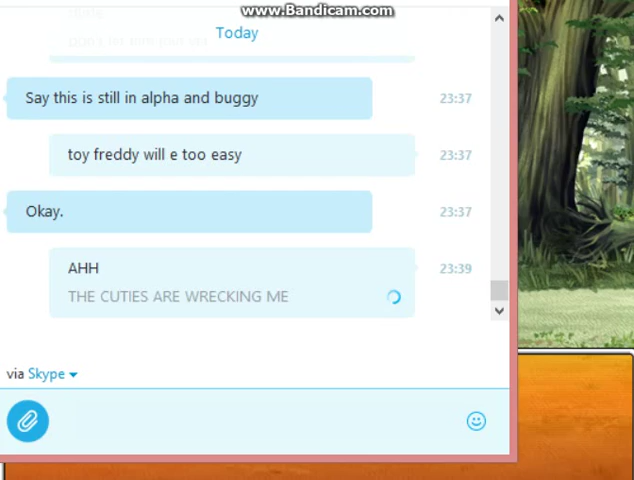 www.Bandicam.com
Today
Say this is still in alpha and buggy
23:37
toy freddy will e too easy
23:37
Okay.
23:37
AHH
23:39
THE CUTIES ARE WRECKING ME
via Skype